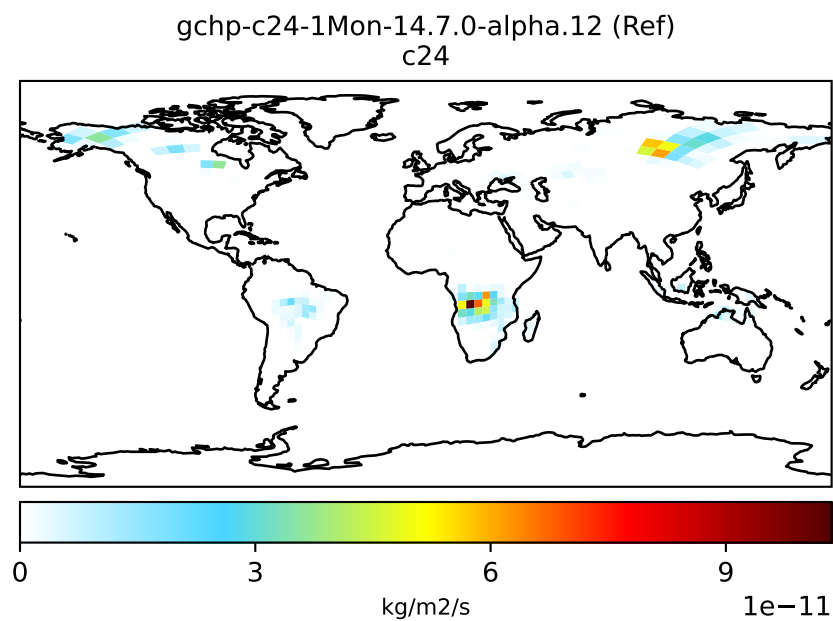 gchp-c24-1Mon-14.7.0-alpha.12 (Ref)
c24
0 3 6 9
1e−11
kg/m2/s